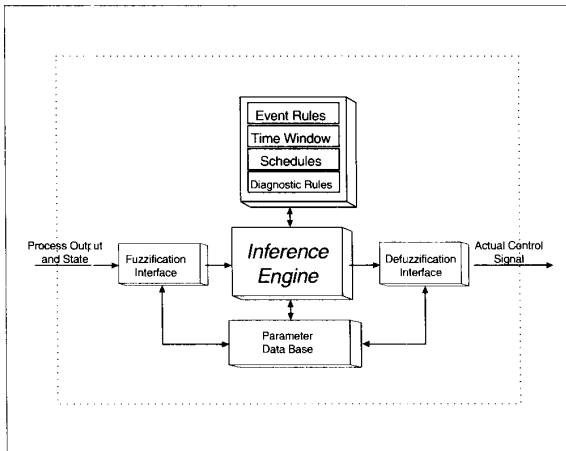 Event Rules
Time Window
Schedules
Diagnostic Rules
Process Output
and State
Fuzzification
Interface
Inference
Engine
Defuzzification
Interface
Actual Control
Signal
Parameter
Data Base